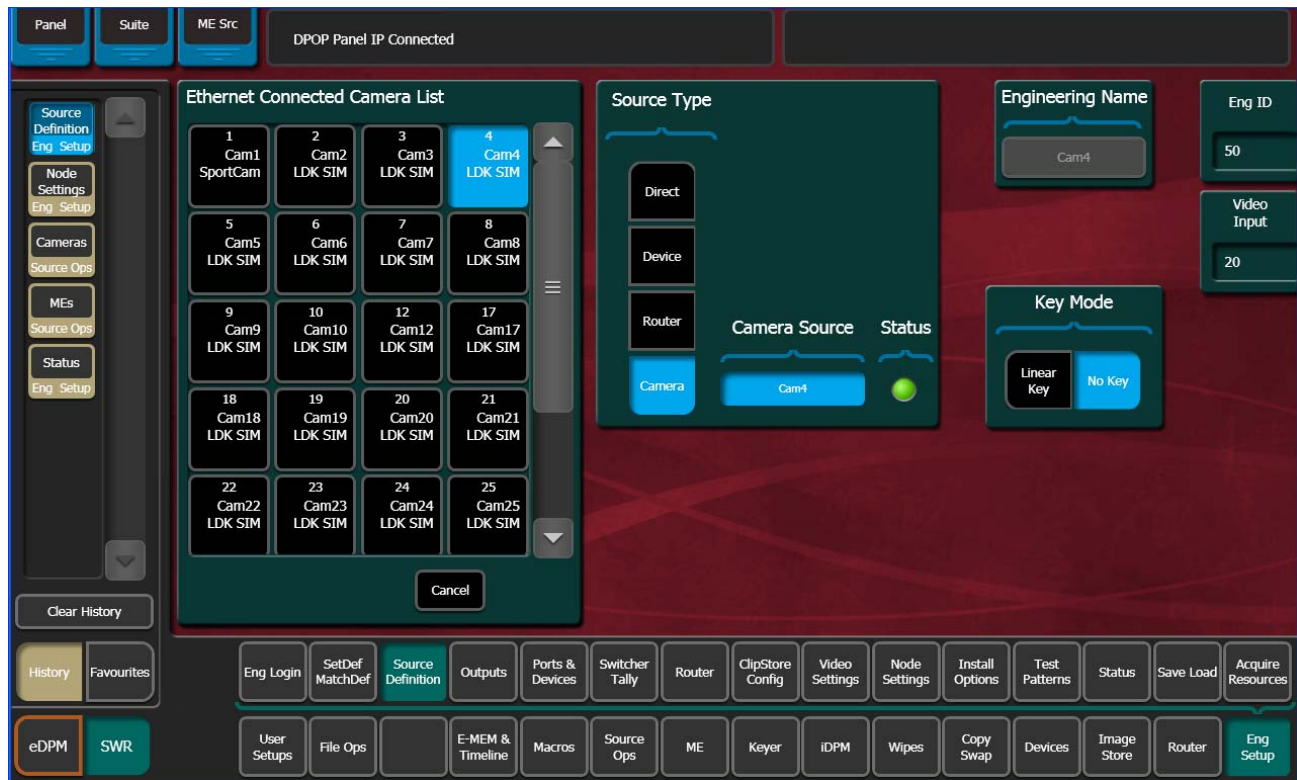 Panel
Suite
ME Src
DPOP Panel IP Connected
Source
Definition
Eng Setup
Node
Settings
Eng Setup
Cameras
Source Ops
MEs
Source Ops
Status
Eng Setup
Clear History
History
Favourites
eDPM
SWR
Ethernet Connected Camera List
1
Cam1
SportCam
2
Cam2
LDK SIM
3
Cam3
LDK SIM
4
Cam4
LDK SIM
5
Cam5
LDK SIM
6
Cam6
LDK SIM
7
Cam7
LDK SIM
8
Cam8
LDK SIM
9
Cam9
LDK SIM
10
Cam10
LDK SIM
12
Cam12
LDK SIM
17
Cam17
LDK SIM
18
Cam18
LDK SIM
19
Cam19
LDK SIM
20
Cam20
LDK SIM
21
Cam21
LDK SIM
22
Cam22
LDK SIM
23
Cam23
LDK SIM
24
Cam24
LDK SIM
25
Cam25
LDK SIM
Cancel
Source Type
Direct
Device
Router
Camera
Camera Source
Cam4
Status
Engineering Name
Cam4
Eng ID
50
Video
Input
20
Key Mode
Linear
Key
No Key
Eng Login
SetDef
MatchDef
Source
Definition
Outputs
Ports &
Devices
Switcher
Tally
Router
ClipStore
Config
Video
Settings
Node
Settings
Install
Options
Test
Patterns
Status
Save Load
Acquire
Resources
User
Setups
File Ops
E-MEM &
Timeline
Macros
Source
Ops
ME
Keyer
iDPM
Wipes
Copy
Swap
Devices
Image
Store
Router
Eng
Setup